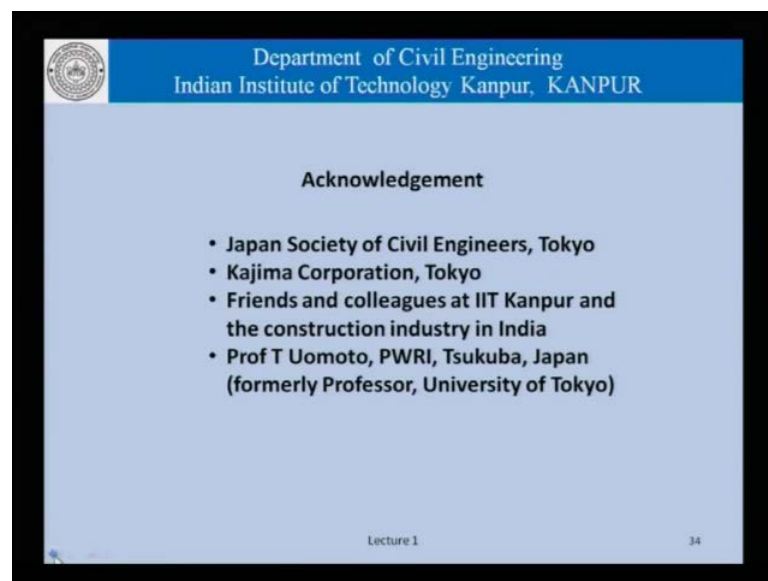 Department of Civil Engineering
Indian Institute of Technology Kanpur, KANPUR
Acknowledgement
• Japan Society of Civil Engineers, Tokyo
• Kajima Corporation, Tokyo
• Friends and colleagues at IIT Kanpur and
the construction industry in India
• Prof T Uomoto, PWRI, Tsukuba, Japan
(formerly Professor, University of Tokyo)
Lecture 1
34